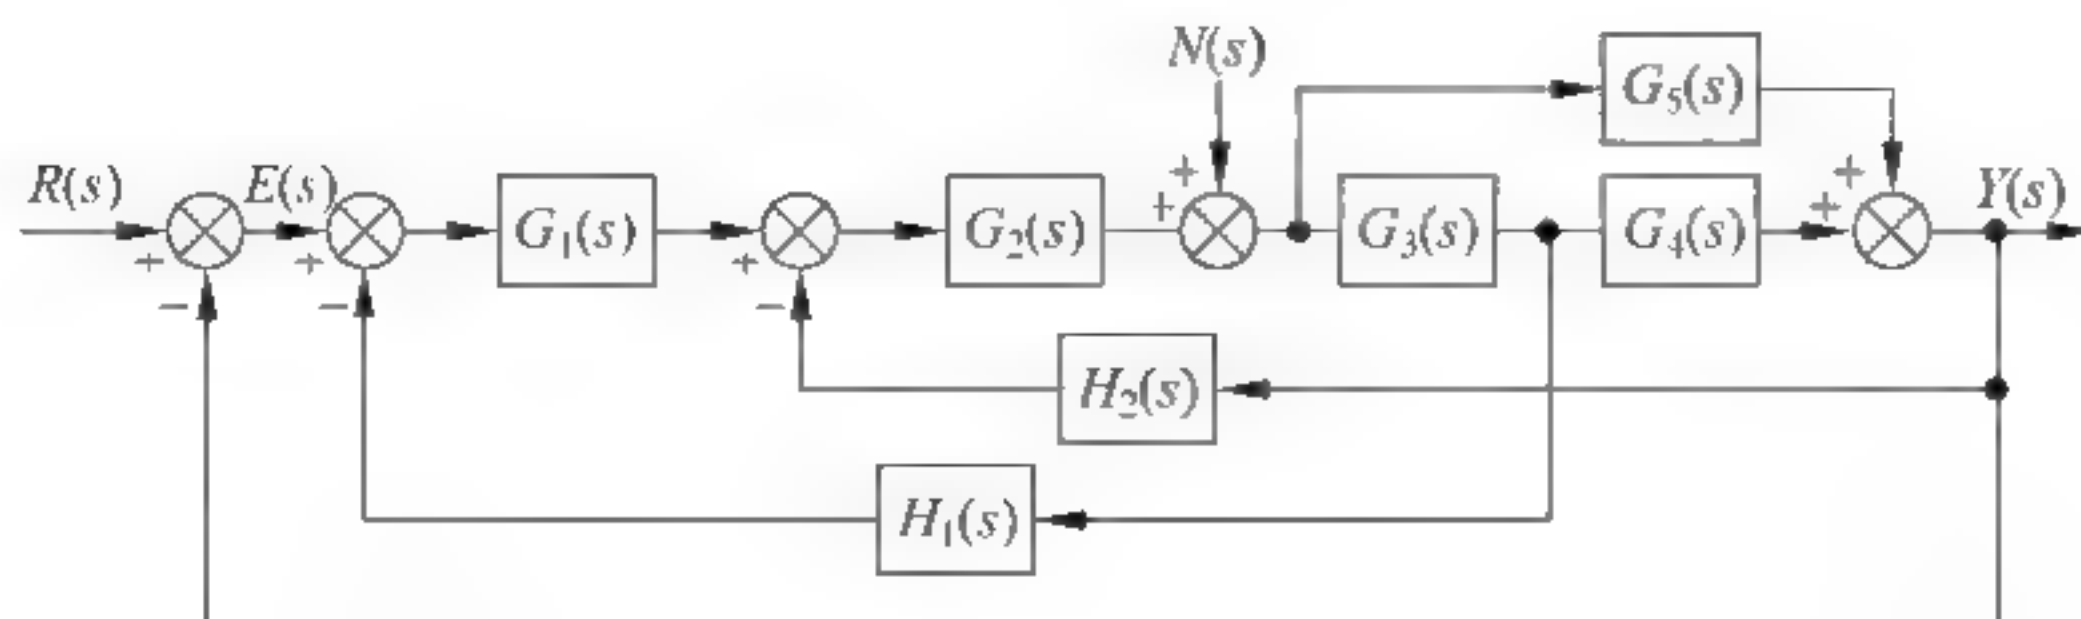 N(s)
G₅(s)
R(s)
E(s)
G₁(s)
G₂(s)
G₃(s)
G₄(s)
Y(s)
+
+
+
+
+
+
+
−
−
−
H₂(s)
H₁(s)